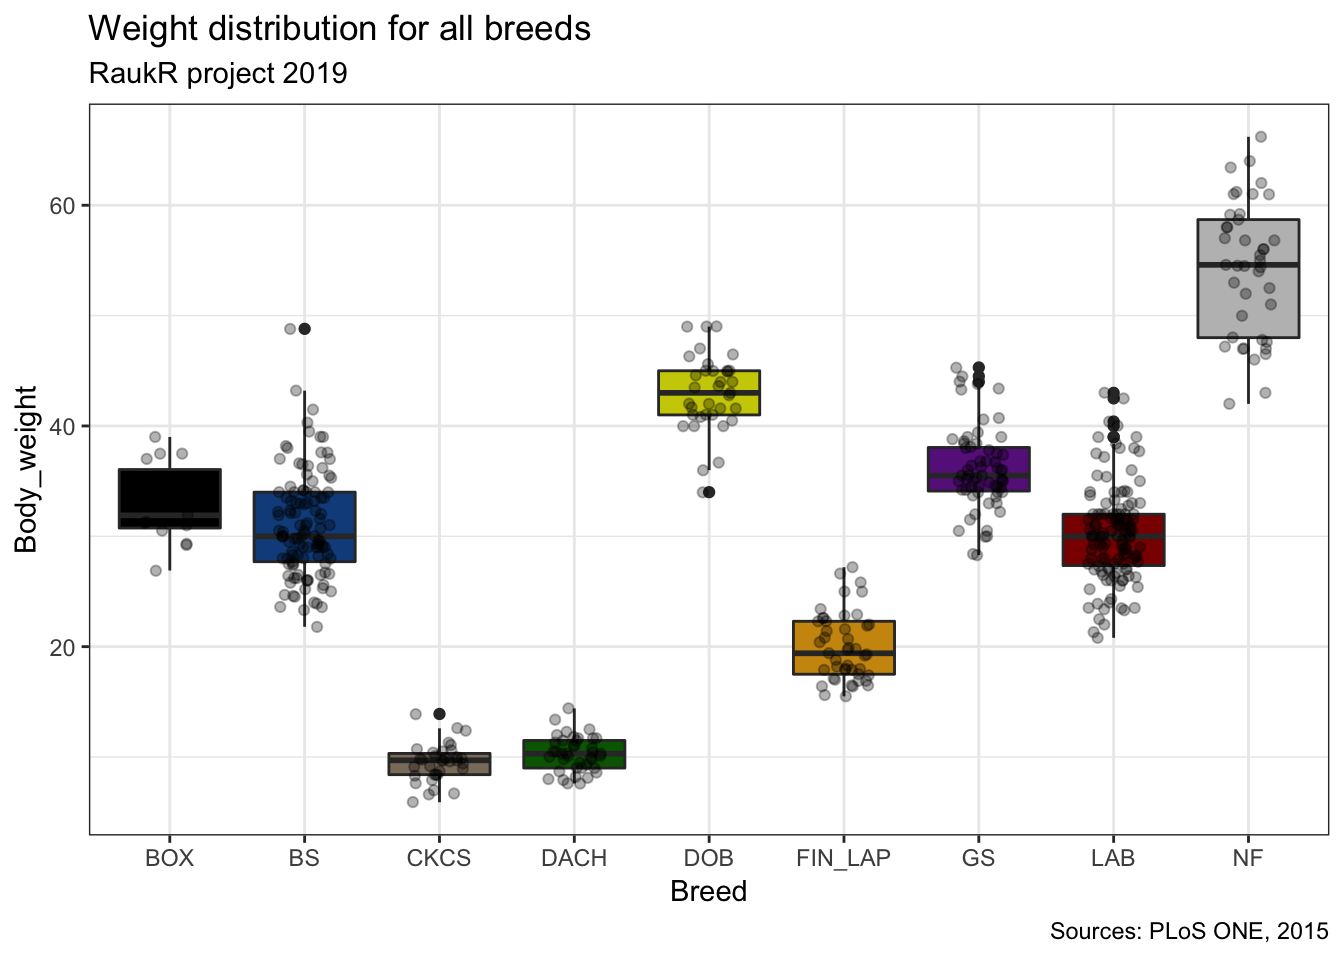 Weight distribution for all breeds
RaukR project 2019
60
40
20
Body_weight
BOX BS CKCS DACH DOB FIN_LAP GS LAB NF
Breed
Sources: PLoS ONE, 2015